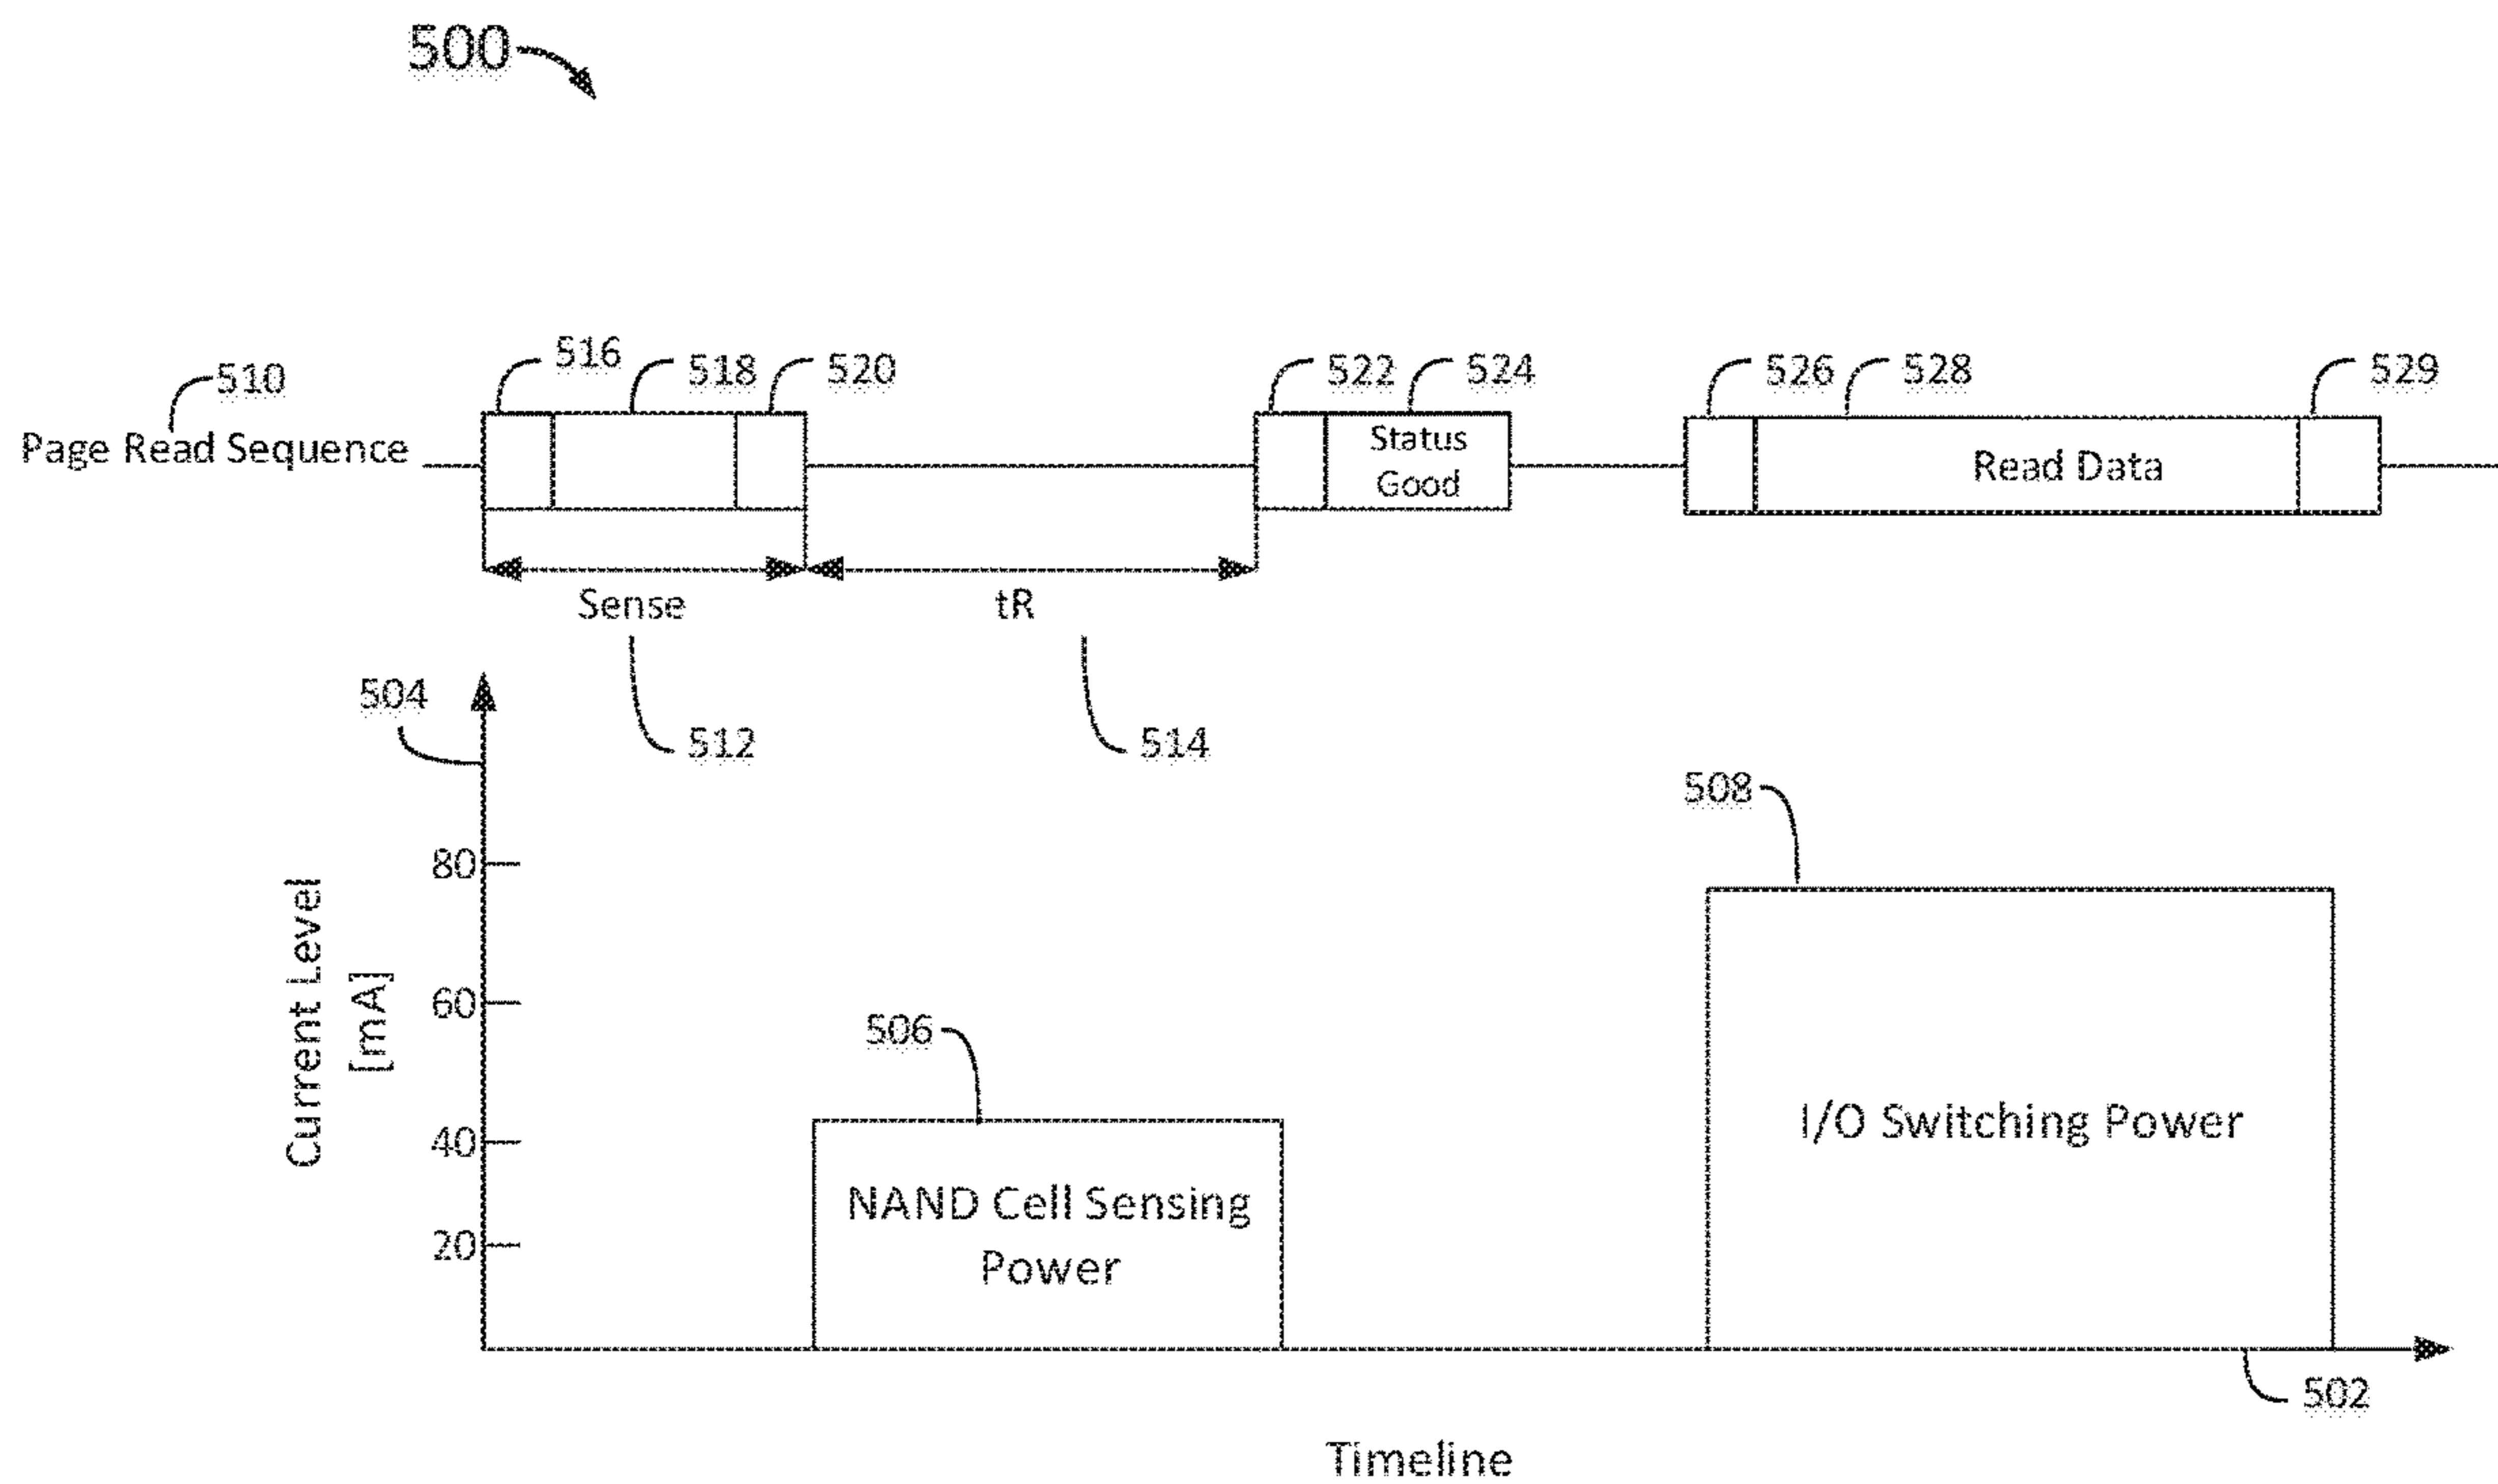 500
516
518
520
522
524
526
528
529
510
Page Read Sequence
Status
Good
Read Data
Sense
tR
504
512
514
508
80
60
40
20
Current Level
[mA]
506
NAND Cell Sensing
Power
I/O Switching Power
502
Timeline